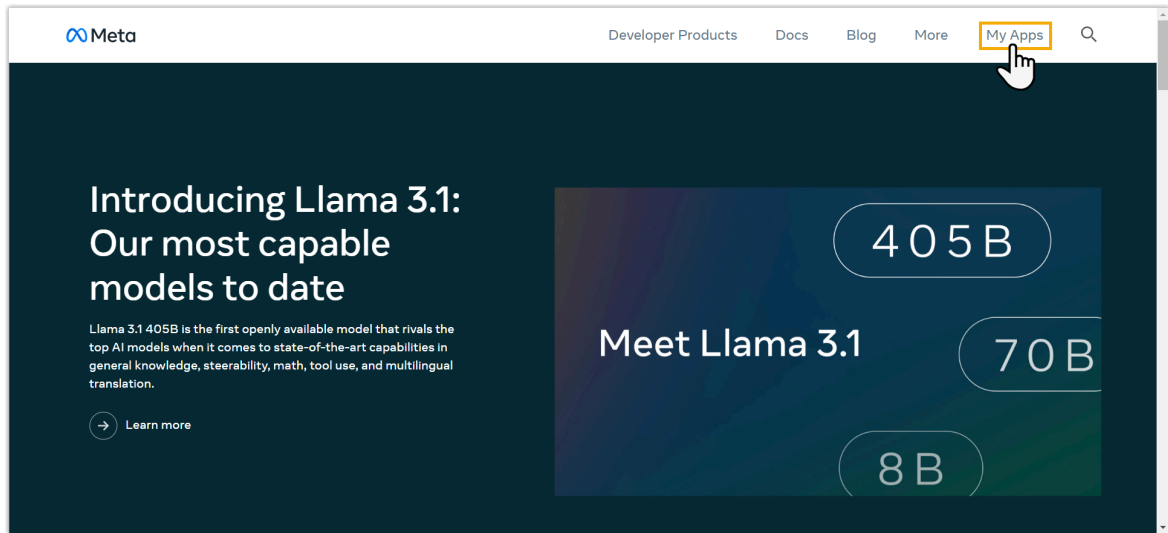 Meta
Developer Products
Docs
Blog
More
My Apps
Introducing Llama 3.1:
Our most capable
models to date
Llama 3.1 405B is the first openly available model that rivals the
top AI models when it comes to state-of-the-art capabilities in
general knowledge, steerability, math, tool use, and multilingual
translation.
Learn more
Meet Llama 3.1
405B
70B
8B